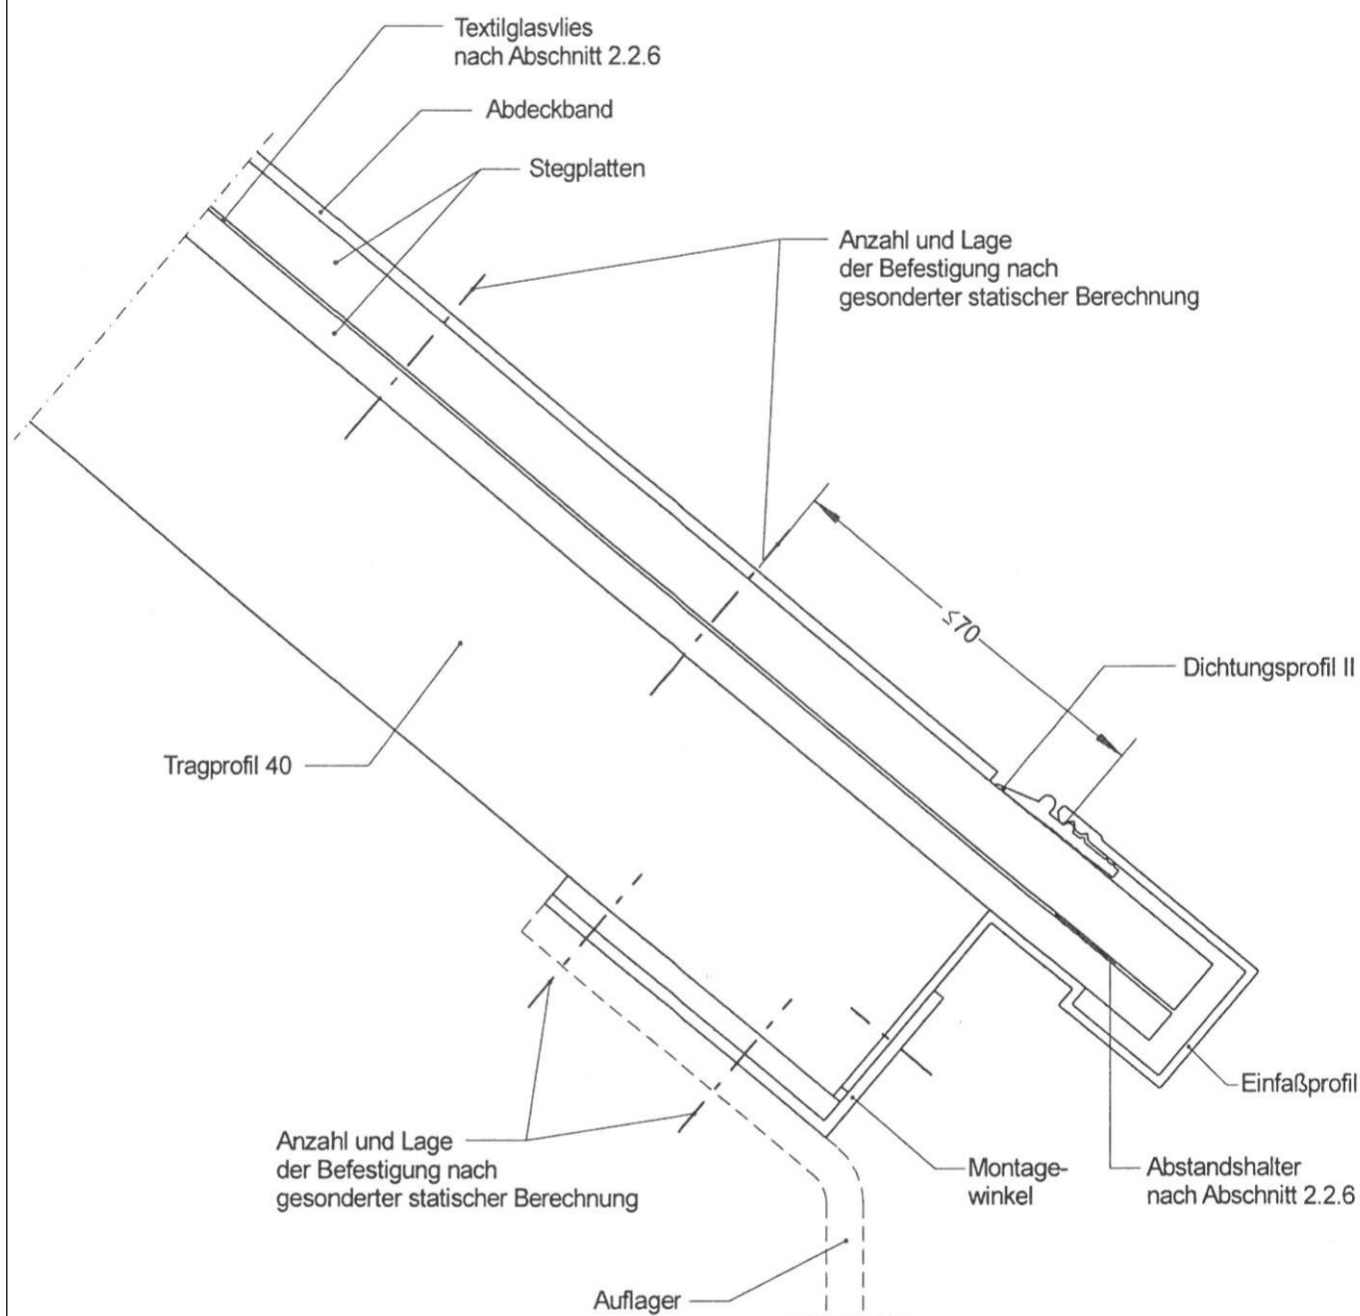 Textilglasvlies
nach Abschnitt 2.2.6
Abdeckband
Stegplatten
Anzahl und Lage
der Befestigung nach
gesonderter statischer Berechnung
≤70
Dichtungsprofil II
Tragprofil 40
Einfaßprofil
Anzahl und Lage
der Befestigung nach
gesonderter statischer Berechnung
Montage-
winkel
Abstandshalter
nach Abschnitt 2.2.6
Auflager